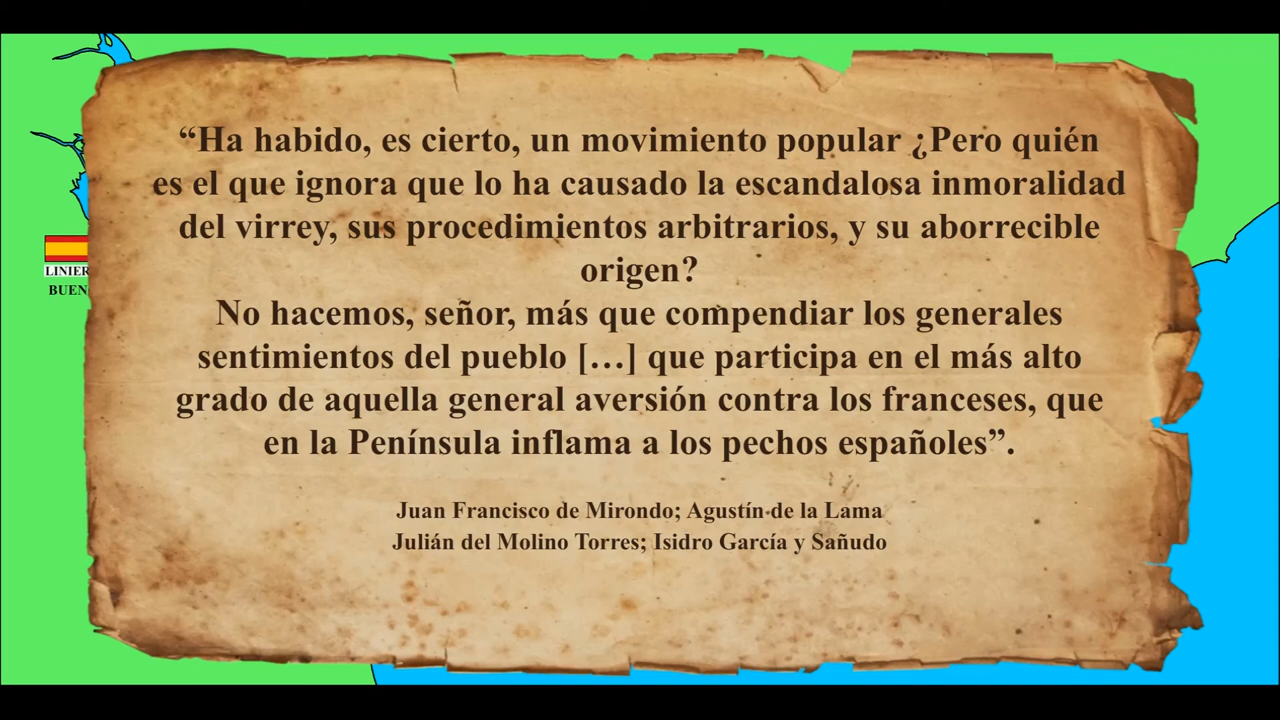 “Ha habido, es cierto, un movimiento popular ¿Pero quién
es el que ignora que lo ha causado la escandalosa inmoralidad
del virrey, sus procedimientos arbitrarios, y su aborrecible
origen?
No hacemos, señor, más que compendiar los generales
sentimientos del pueblo […] que participa en el más alto
grado de aquella general aversión contra los franceses, que
en la Península inflama a los pechos españoles”.
Juan Francisco de Mirondo; Agustín de la Lama
Julián del Molino Torres; Isidro García y Sañudo
LINIER
BUEN